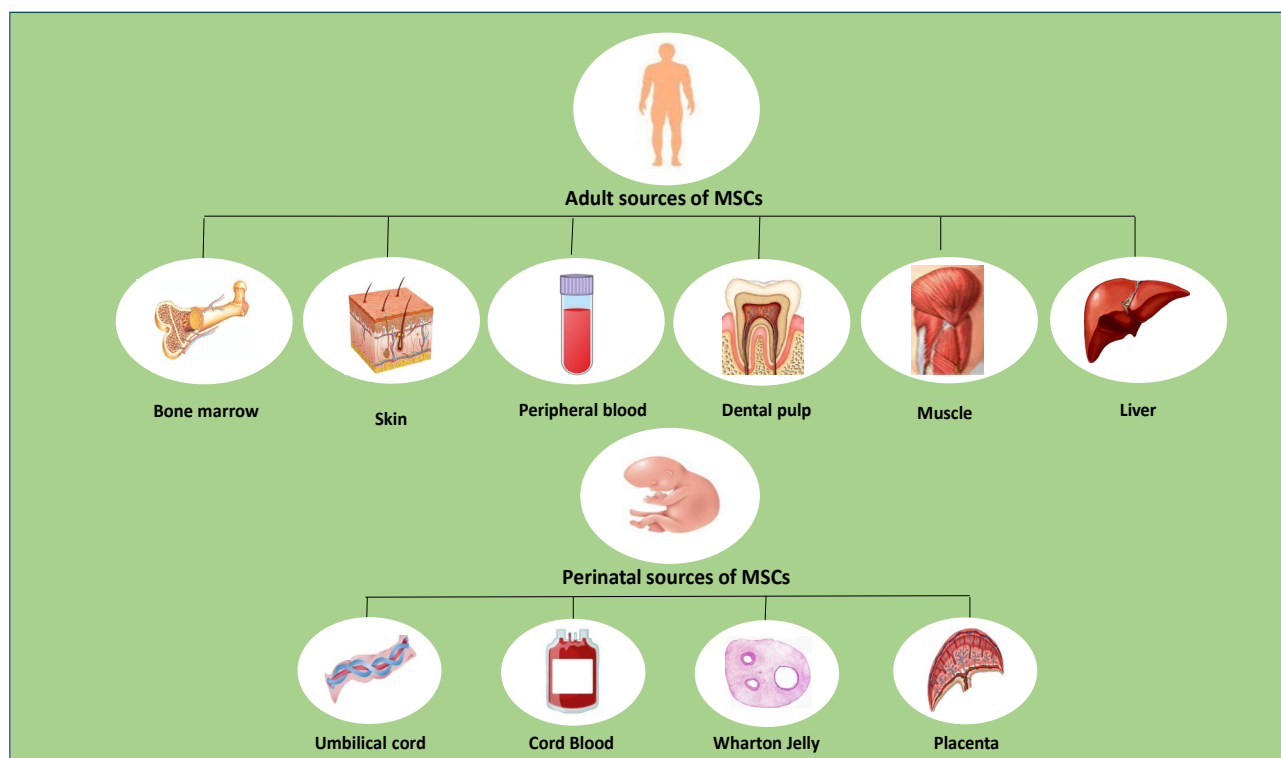 Adult sources of MSCs
Bone marrow
Skin
Peripheral blood
Dental pulp
Muscle
Liver
Perinatal sources of MSCs
Umbilical cord
Cord Blood
Wharton Jelly
Placenta